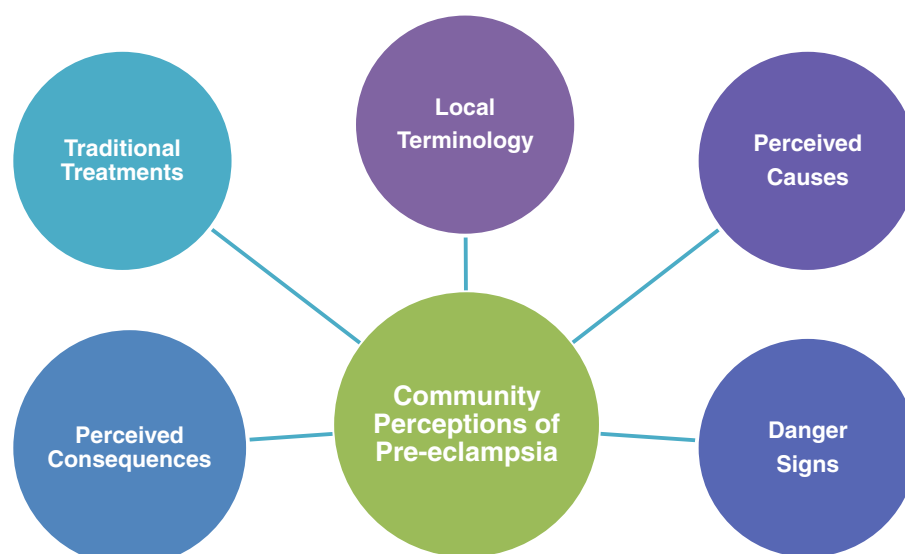 Local
Terminology
Traditional
Treatments
Perceived
Causes
Community
Perceptions of
Pre-eclampsia
Perceived
Consequences
Danger
Signs